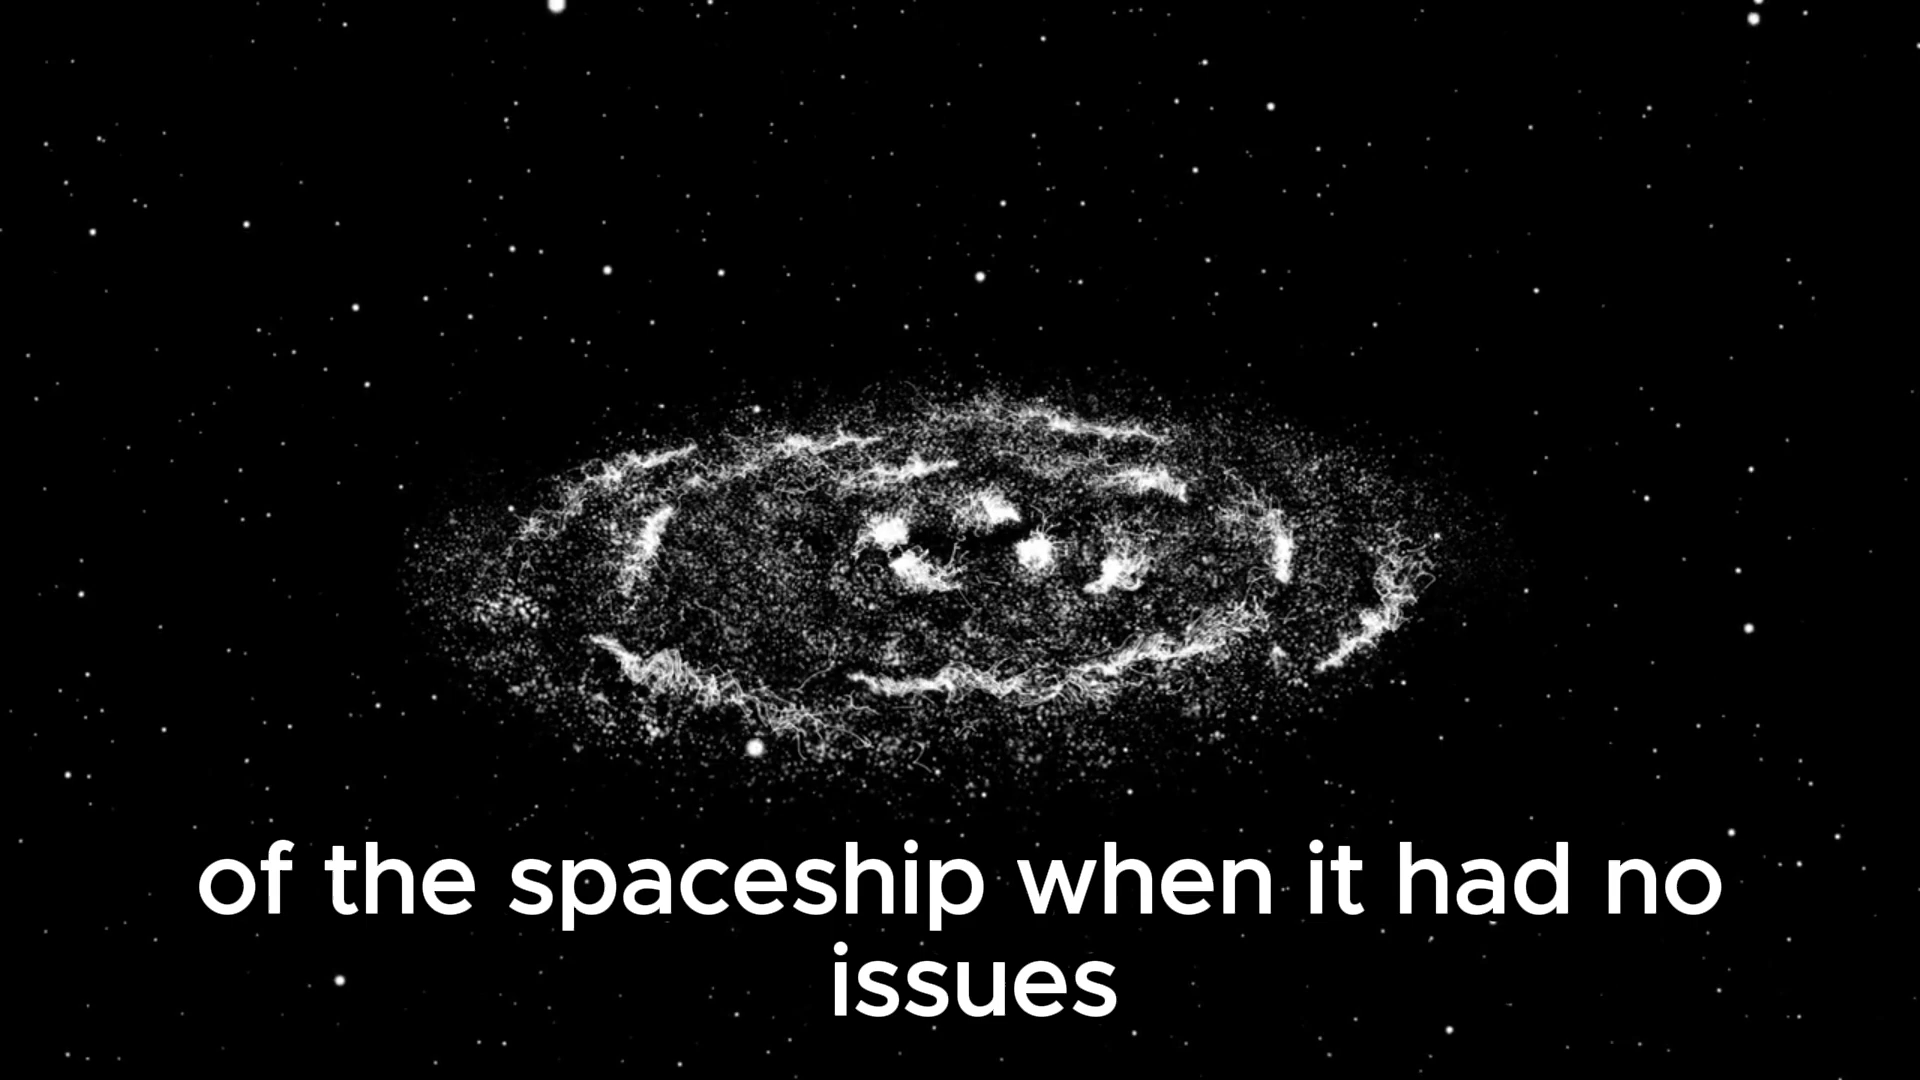 of the spaceship when it had no
issues